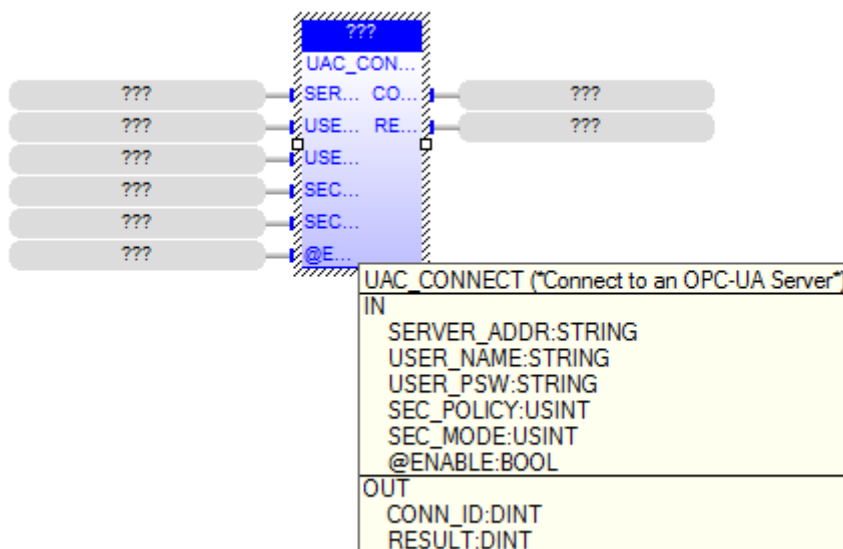 ???
UAC_CON...
??? SER... CO... ???
??? USE... RE... ???
??? USE...
??? SEC...
??? SEC...
??? @E...
UAC_CONNECT (*Connect to an OPC-UA Server*)
IN
SERVER_ADDR:STRING
USER_NAME:STRING
USER_PSW:STRING
SEC_POLICY:USINT
SEC_MODE:USINT
@ENABLE:BOOL
OUT
CONN_ID:DINT
RESULT:DINT